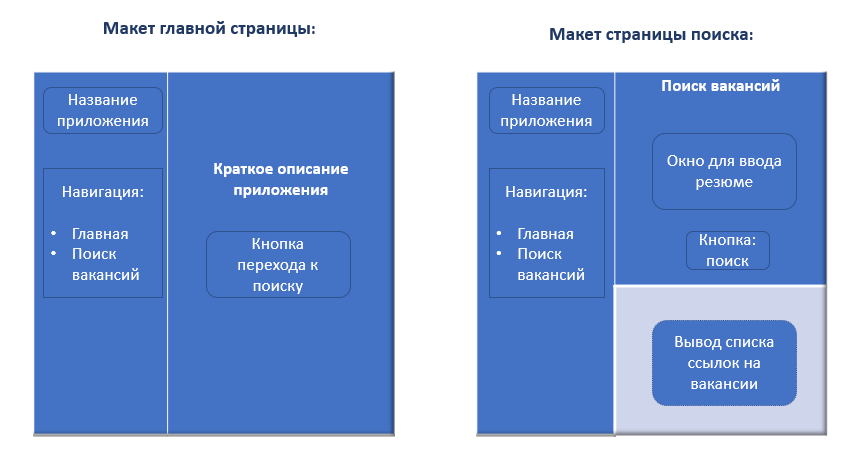 Макет главной страницы:
Название
приложения
Навигация:
• Главная
• Поиск
вакансий
Краткое описание
приложения
Кнопка
перехода к
поиску
Макет страницы поиска:
Название
приложения
Навигация:
• Главная
• Поиск
вакансий
Поиск вакансий
Окно для ввода
резюме
Кнопка:
поиск
Вывод списка
ссылок на
вакансии